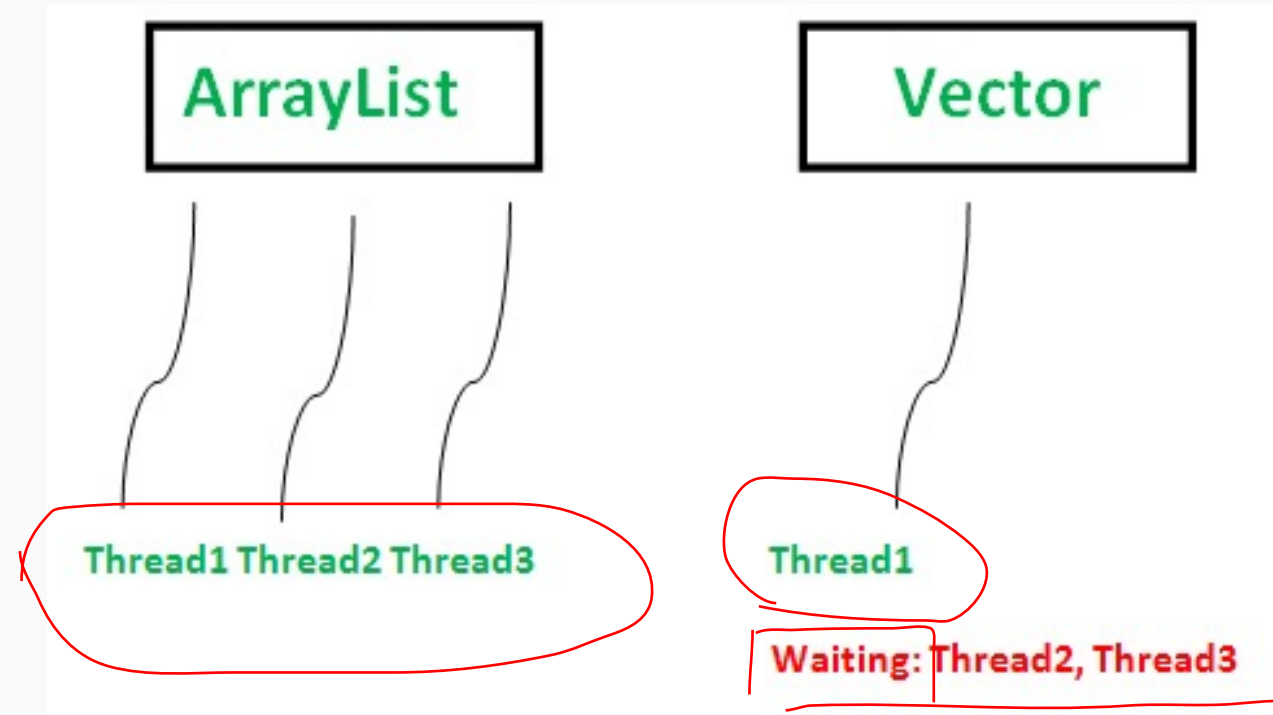 ArrayList
Vector
Thread1 Thread2 Thread3
Thread1
Waiting: Thread2, Thread3